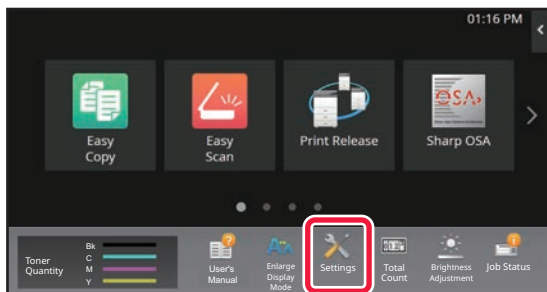 01:16 PM
Easy
Copy
Easy
Scan
Print Release
OSA
Sharp OSA
Toner
Quantity
Bk
C
M
Y
User's
Manual
Enlarge
Display
Mode
Settings
Total
Count
Brightness
Adjustment
Job Status